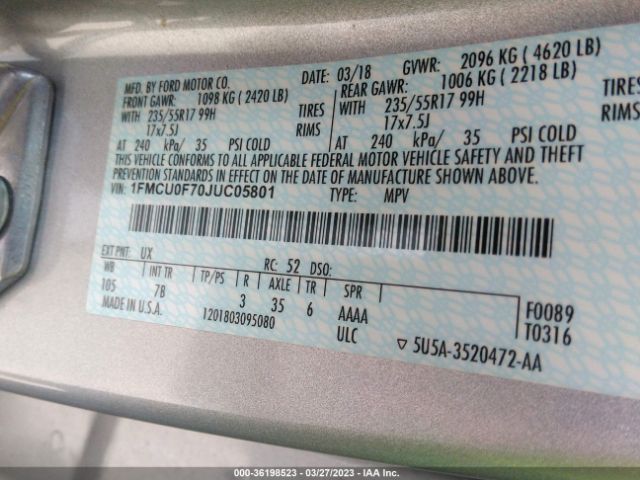 MFD. BY FORD MOTOR CO.
DATE: 03/18 GVWR: 2096 KG ( 4620 LB)
FRONT GAWR: 1098 KG ( 2420 LB) REAR GAWR: 1006 KG ( 2218 LB)
WITH 235/55R17 99H TIRES WITH 235/55R17 99H TIRES
17x7.5J RIMS 17x7.5J RIMS
AT 240 kPa/ 35 PSI COLD AT 240 kPa/ 35 PSI COLD
THIS VEHICLE CONFORMS TO ALL APPLICABLE FEDERAL MOTOR VEHICLE SAFETY AND THEFT
PREVENTION STANDARDS IN EFFECT ON THE DATE OF MANUFACTURE SHOWN ABOVE.
VIN: 1FMCU0F70JUC05801 TYPE: MPV
EXT PNT: UX RC: 52 DSO:
WB INT TR TP/PS R AXLE TR SPR
105 7B 3 35 6 AAAA F0089
MADE IN U.S.A. 1201803095080 ULC T0316
5U5A-3520472-AA
000-36198523 - 03/27/2023 - IAA Inc.